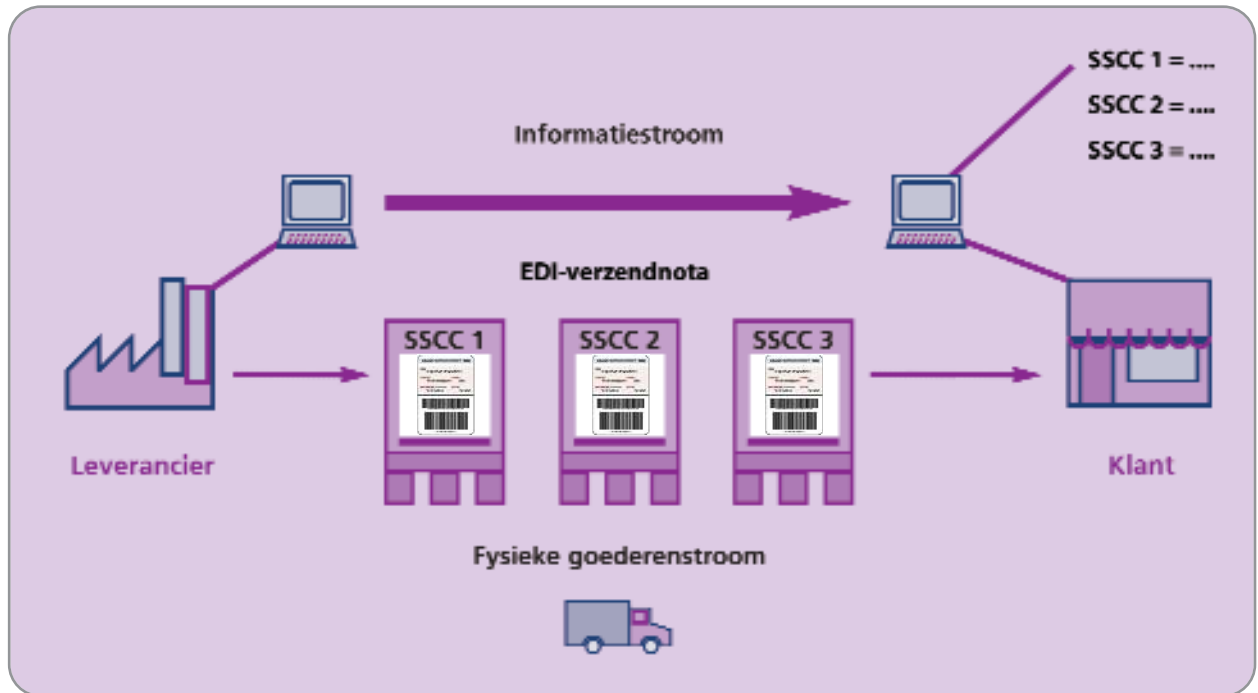 SSCC 1 = ....
SSCC 2 = ....
SSCC 3 = ....
Informatiestroom
EDI-verzendnota
SSCC 1
SSCC 2
SSCC 3
Leverancier
Klant
Fysieke goederenstroom